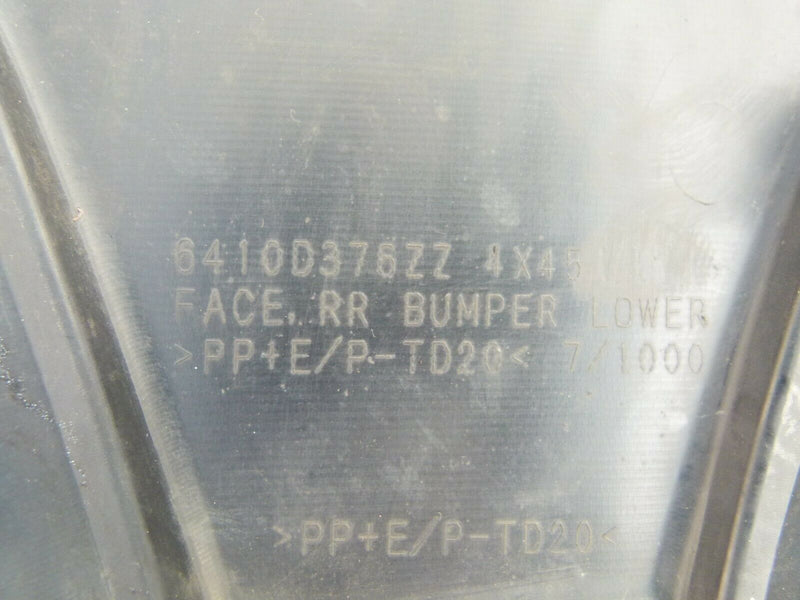 6410D376ZZ 4X45
FACE, RR BUMPER LOWER
>PP+E/P-TD20< 7/1000
>PP+E/P-TD20<